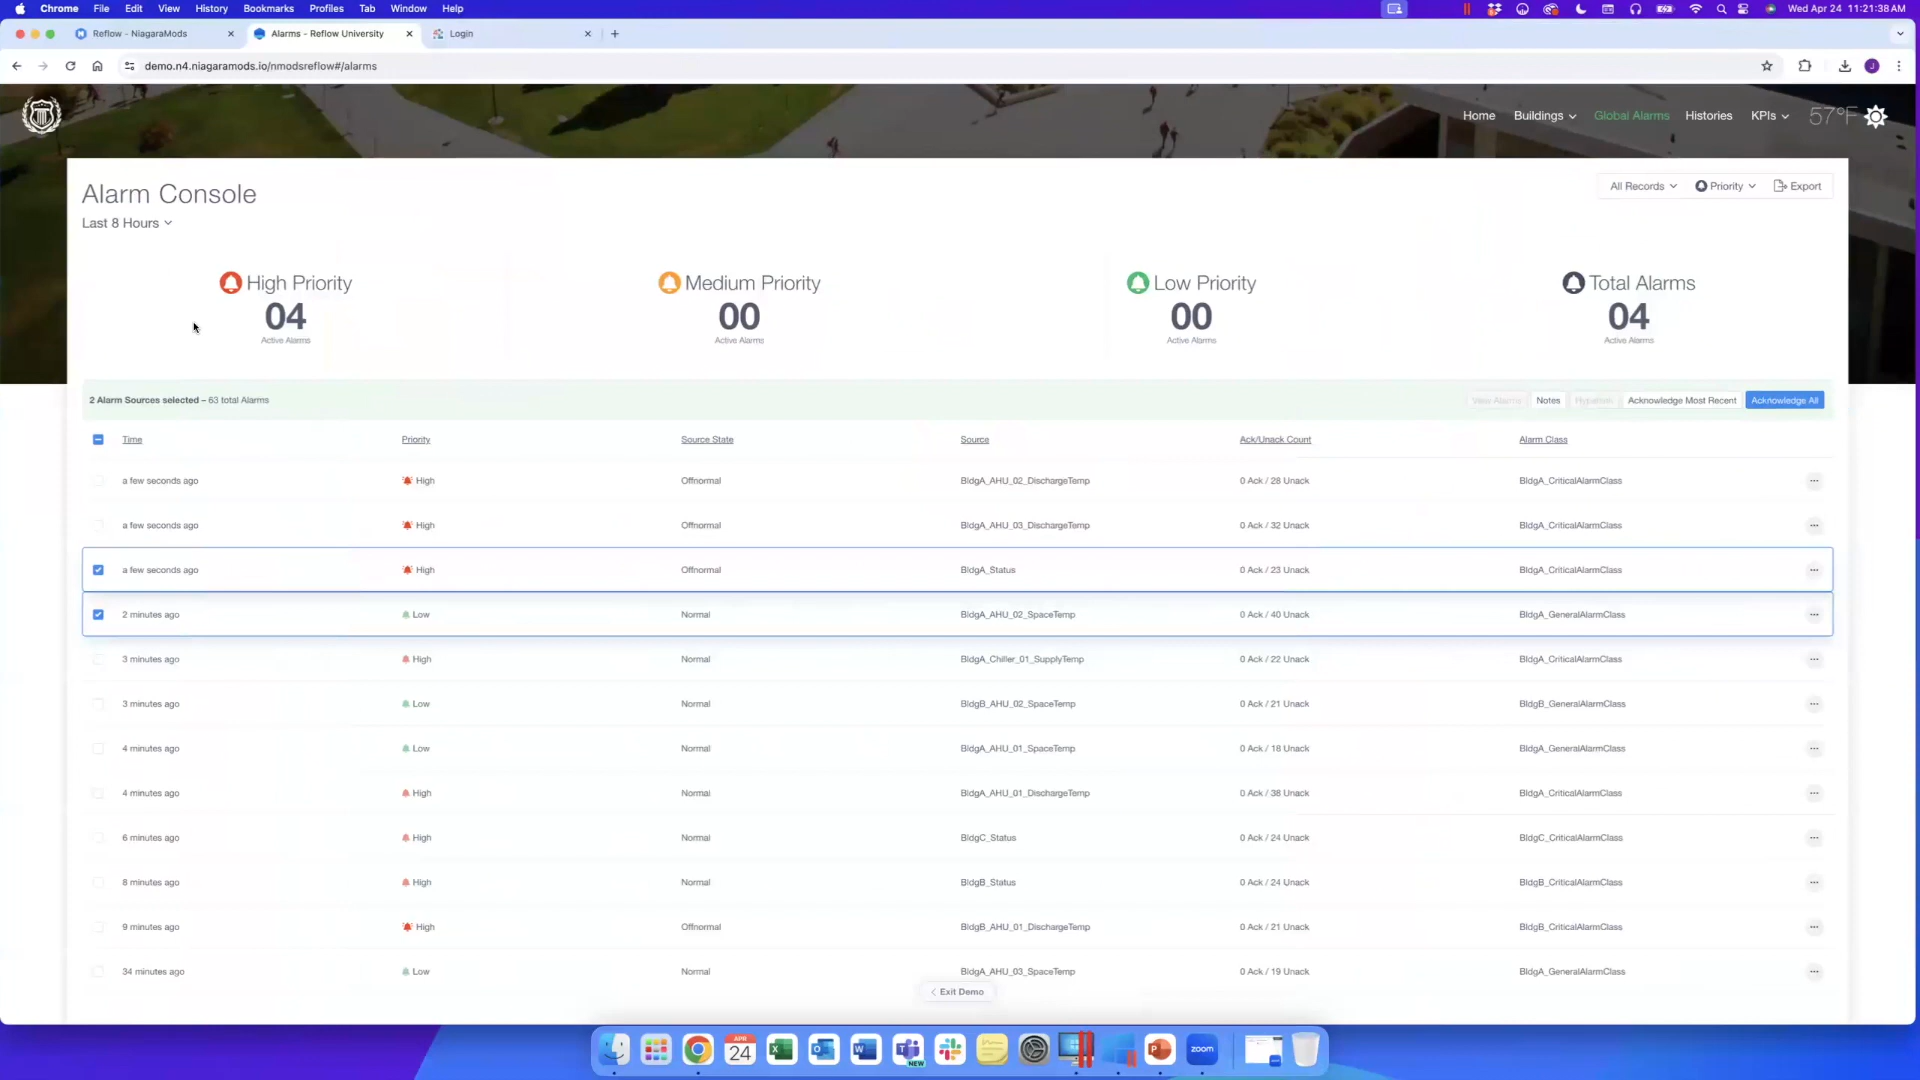 Chrome File Edit View History Bookmarks Profiles Tab Window Help Wed Apr 24 11:21:38 AM
Reflow - NiagaraMods Alarms - Reflow University Login
demo.n4.niagaramods.io/nmodsreflow#/alarms J
Home Buildings Global Alarms Histories KPIs 57°F
Alarm Console
All Records Priority Export
Last 8 Hours
High Priority Medium Priority Low Priority Total Alarms
04 00 00 04
Active Alarms Active Alarms Active Alarms Active Alarms
2 Alarm Sources selected – 63 total Alarms View Alarms Notes Hyperlink Acknowledge Most Recent Acknowledge All
Time Priority Source State Source Ack/Unack Count Alarm Class
a few seconds ago High Offnormal BldgA_AHU_02_DischargeTemp 0 Ack / 28 Unack BldgA_CriticalAlarmClass
a few seconds ago High Offnormal BldgA_AHU_03_DischargeTemp 0 Ack / 32 Unack BldgA_CriticalAlarmClass
a few seconds ago High Offnormal BldgA_Status 0 Ack / 23 Unack BldgA_CriticalAlarmClass
2 minutes ago Low Normal BldgA_AHU_02_SpaceTemp 0 Ack / 40 Unack BldgA_GeneralAlarmClass
3 minutes ago High Normal BldgA_Chiller_01_SupplyTemp 0 Ack / 22 Unack BldgA_CriticalAlarmClass
3 minutes ago Low Normal BldgB_AHU_02_SpaceTemp 0 Ack / 21 Unack BldgB_GeneralAlarmClass
4 minutes ago Low Normal BldgA_AHU_01_SpaceTemp 0 Ack / 18 Unack BldgA_GeneralAlarmClass
4 minutes ago High Normal BldgA_AHU_01_DischargeTemp 0 Ack / 38 Unack BldgA_CriticalAlarmClass
6 minutes ago High Normal BldgC_Status 0 Ack / 24 Unack BldgC_CriticalAlarmClass
8 minutes ago High Normal BldgB_Status 0 Ack / 24 Unack BldgB_CriticalAlarmClass
9 minutes ago High Offnormal BldgB_AHU_01_DischargeTemp 0 Ack / 21 Unack BldgB_CriticalAlarmClass
34 minutes ago Low Normal BldgA_AHU_03_SpaceTemp 0 Ack / 19 Unack BldgA_GeneralAlarmClass
Exit Demo
APR
24 NEW zoom